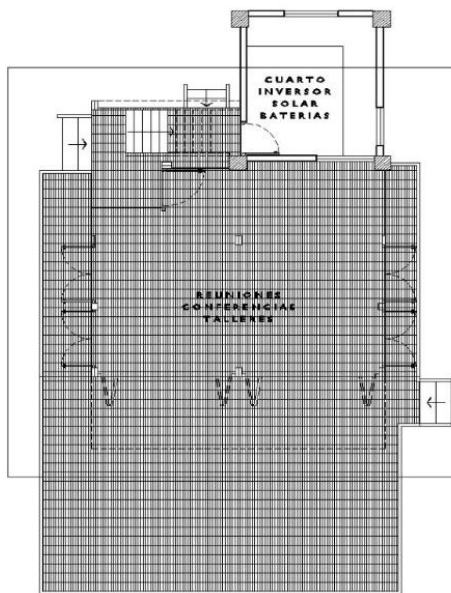 CUARTO
INVERSOR
SOLAR
BATERIAS
REUNIONES
CONFERENCIAS
TALLERES